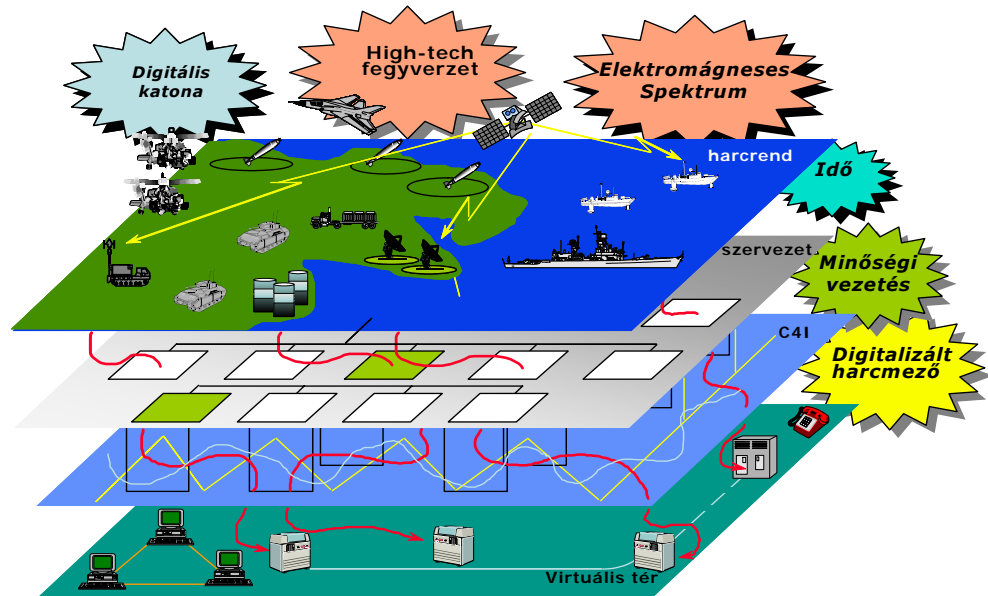 Digitális
katona
High-tech
fegyverzet
Elektromágneses
Spektrum
harcrend
Idő
szervezet
Minőségi
vezetés
C4I
Digitalizált
harcmező
Virtuális tér